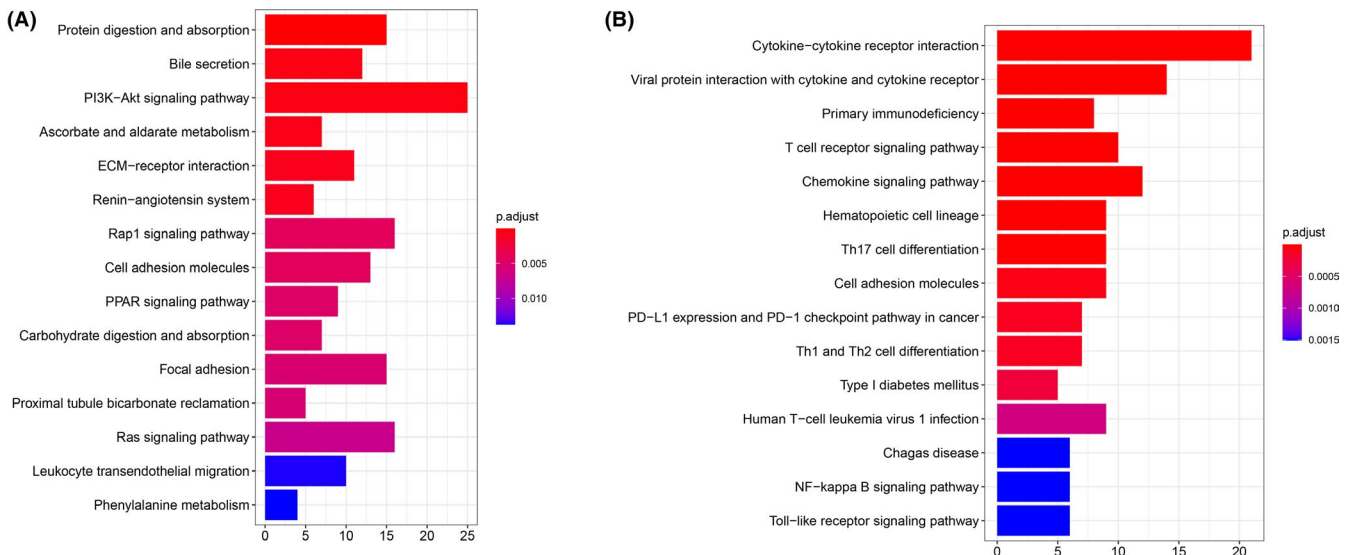 (A)
Protein digestion and absorption
Bile secretion
PI3K−Akt signaling pathway
Ascorbate and aldarate metabolism
ECM−receptor interaction
Renin−angiotensin system
Rap1 signaling pathway
Cell adhesion molecules
PPAR signaling pathway
Carbohydrate digestion and absorption
Focal adhesion
Proximal tubule bicarbonate reclamation
Ras signaling pathway
Leukocyte transendothelial migration
Phenylalanine metabolism
0 5 10 15 20 25
p.adjust
0.005
0.010
(B)
Cytokine−cytokine receptor interaction
Viral protein interaction with cytokine and cytokine receptor
Primary immunodeficiency
T cell receptor signaling pathway
Chemokine signaling pathway
Hematopoietic cell lineage
Th17 cell differentiation
Cell adhesion molecules
PD−L1 expression and PD−1 checkpoint pathway in cancer
Th1 and Th2 cell differentiation
Type I diabetes mellitus
Human T−cell leukemia virus 1 infection
Chagas disease
NF−kappa B signaling pathway
Toll−like receptor signaling pathway
0 5 10 15 20
p.adjust
0.0005
0.0010
0.0015